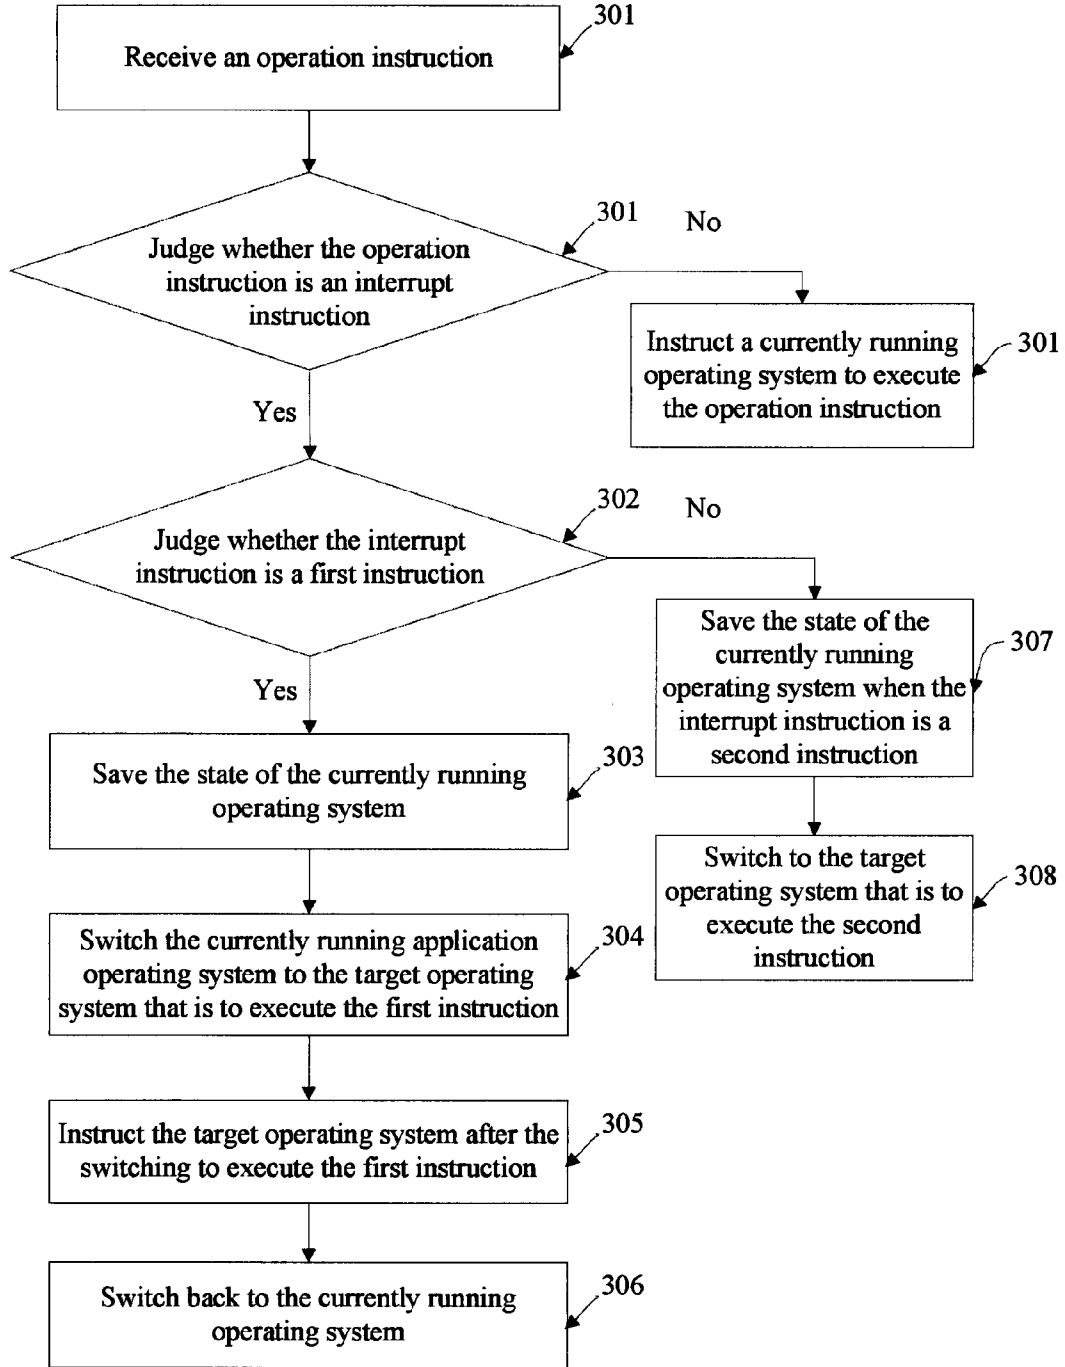 301
Receive an operation instruction
301
No
Judge whether the operation
instruction is an interrupt
instruction
301
Instruct a currently running
operating system to execute
the operation instruction
Yes
302
No
Judge whether the interrupt
instruction is a first instruction
Save the state of the
currently running
operating system when the
interrupt instruction is a
second instruction
307
Yes
303
Save the state of the currently running
operating system
Switch to the target
operating system that is to
execute the second
instruction
308
304
Switch the currently running application
operating system to the target operating
system that is to execute the first instruction
305
Instruct the target operating system after the
switching to execute the first instruction
306
Switch back to the currently running
operating system